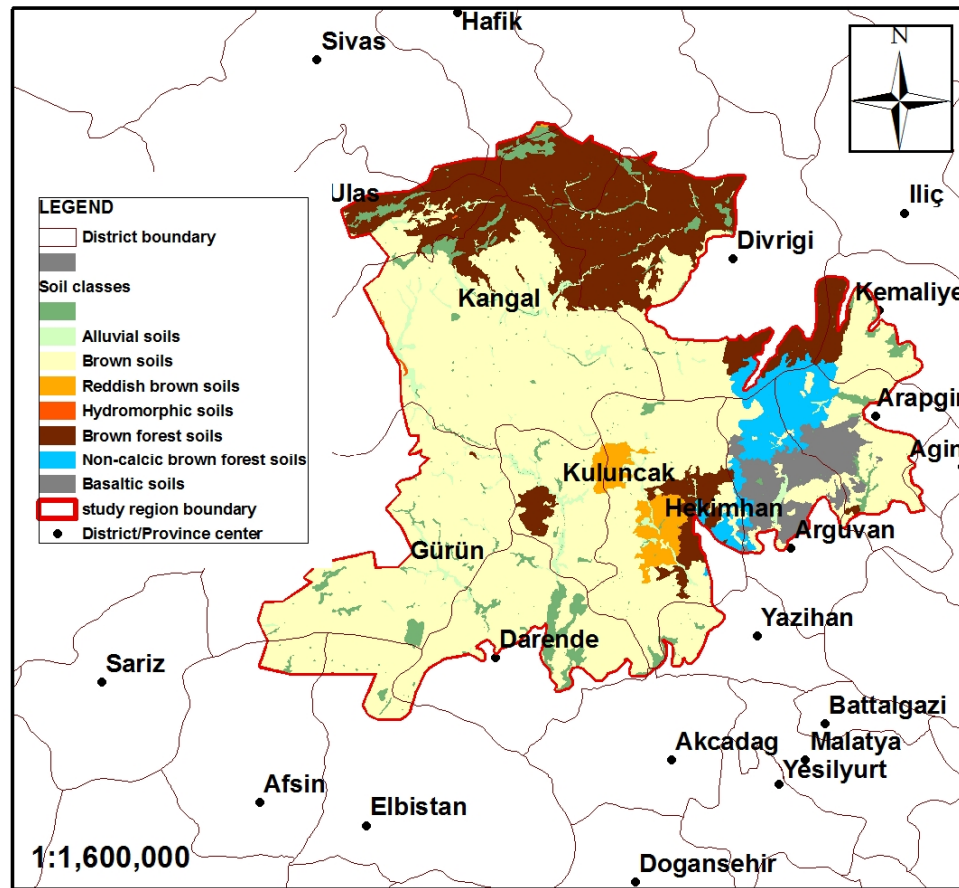 Hafik
Sivas
N
Ulas
Iliç
LEGEND
District boundary
Divrigi
Soil classes
Kangal
Kemaliye
Alluvial soils
Brown soils
Reddish brown soils
Arapgir
Hydromorphic soils
Brown forest soils
Agin
Non-calcic brown forest soils
Kuluncak
Basaltic soils
study region boundary
Hekimhan
District/Province center
Arguvan
Gürün
Yazihan
Darende
Sariz
Battalgazi
Akcadag
Malatya
Yesilyurt
Afsin
Elbistan
1:1,600,000
Dogansehir